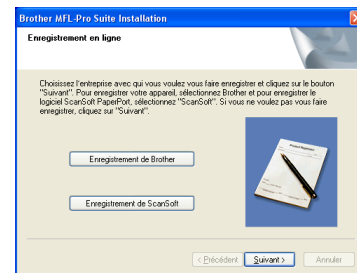 Brother MFL-Pro Suite Installation
Enregistrement en ligne
Choisissez l'entreprise avec qui vous voulez vous faire enregistrer et cliquez sur le bouton
"Suivant". Pour enregistrer votre appareil, sélectionnez Brother et pour enregistrer le
logiciel ScanSoft PaperPort, sélectionnez "ScanSoft". Si vous ne voulez pas vous faire
enregistrer, cliquez sur "Suivant".
Enregistrement de Brother
Enregistrement de ScanSoft
< Précédent
Suivant >
Annuler